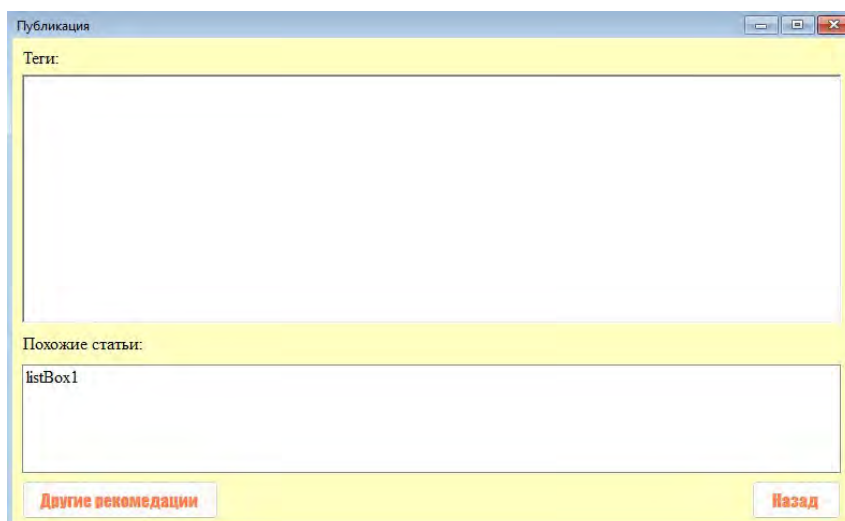 Публикация
Теги:
Похожие статьи:
listBox1
Другие рекомедации
Назад